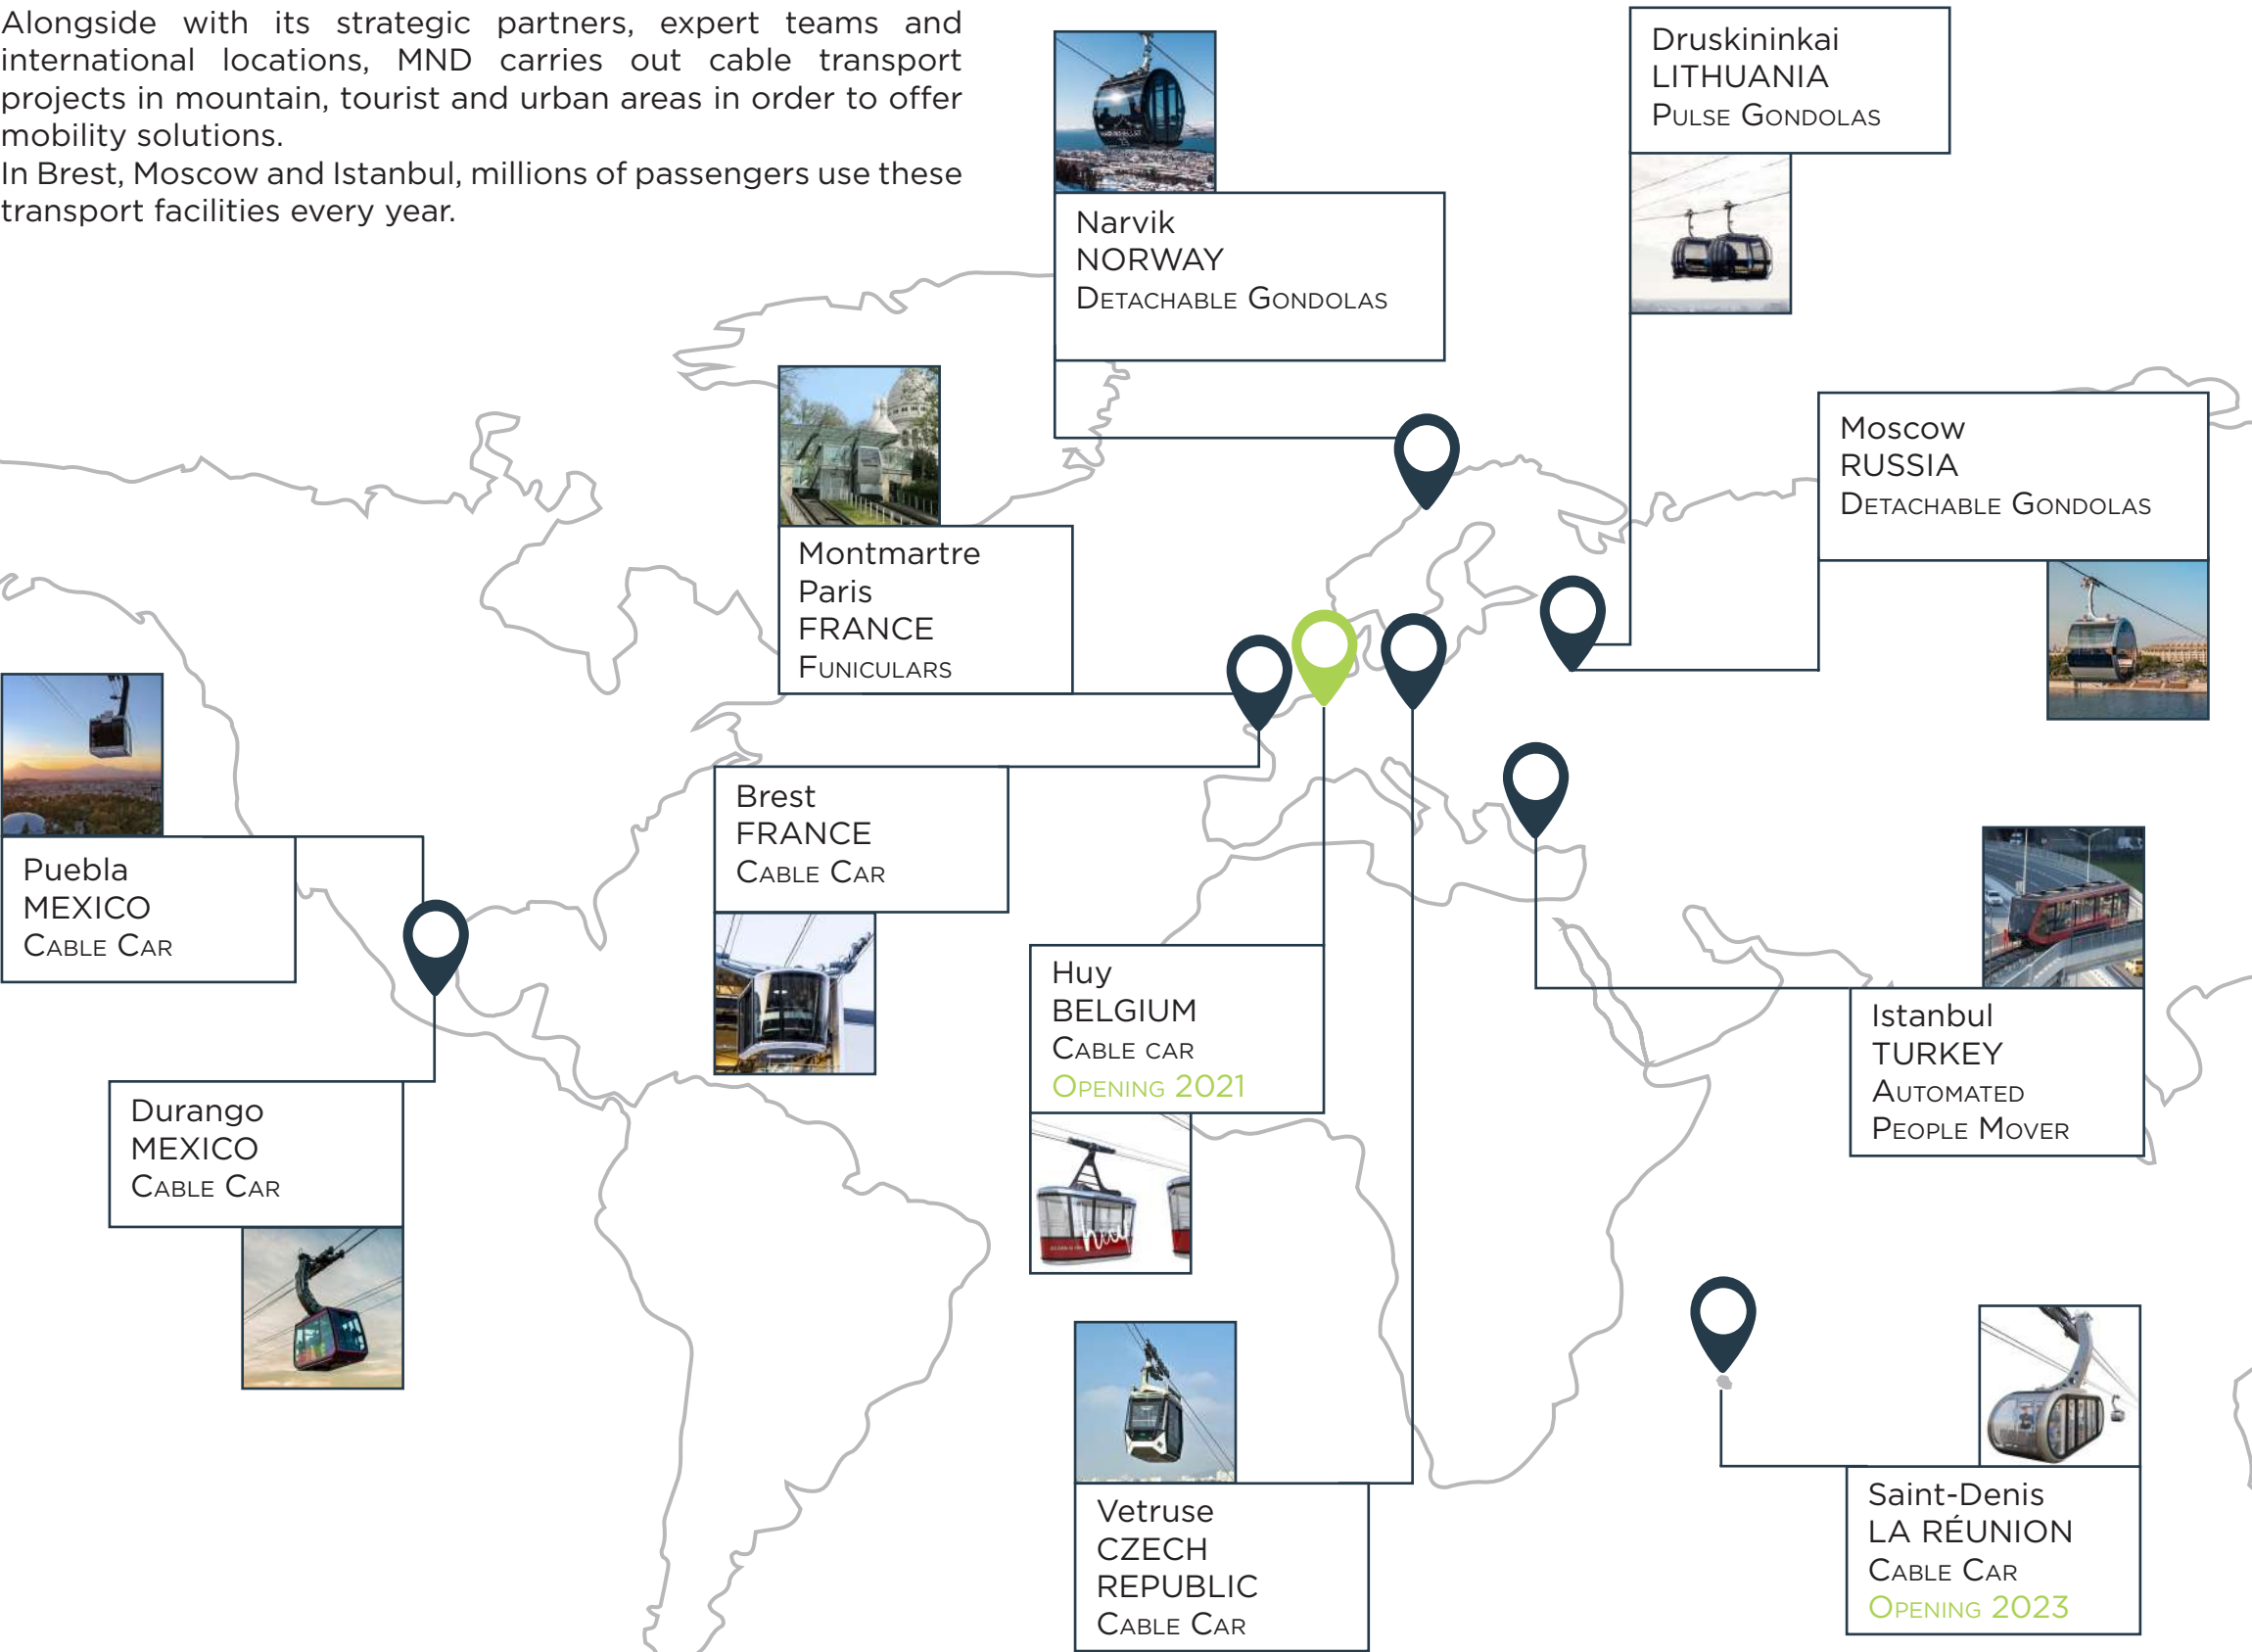 Alongside with its strategic partners, expert teams and
international locations, MND carries out cable transport
projects in mountain, tourist and urban areas in order to offer
mobility solutions.
In Brest, Moscow and Istanbul, millions of passengers use these
transport facilities every year.
Druskininkai
LITHUANIA
Pulse Gondolas
Narvik
NORWAY
Detachable Gondolas
Moscow
RUSSIA
Detachable Gondolas
Montmartre
Paris
FRANCE
Funiculars
Brest
FRANCE
Cable Car
Puebla
MEXICO
Cable Car
Huy
BELGIUM
Cable car
Opening 2021
huy
Istanbul
TURKEY
Automated
People Mover
Durango
MEXICO
Cable Car
Vetruse
CZECH
REPUBLIC
Cable Car
Saint-Denis
LA RÉUNION
Cable Car
Opening 2023